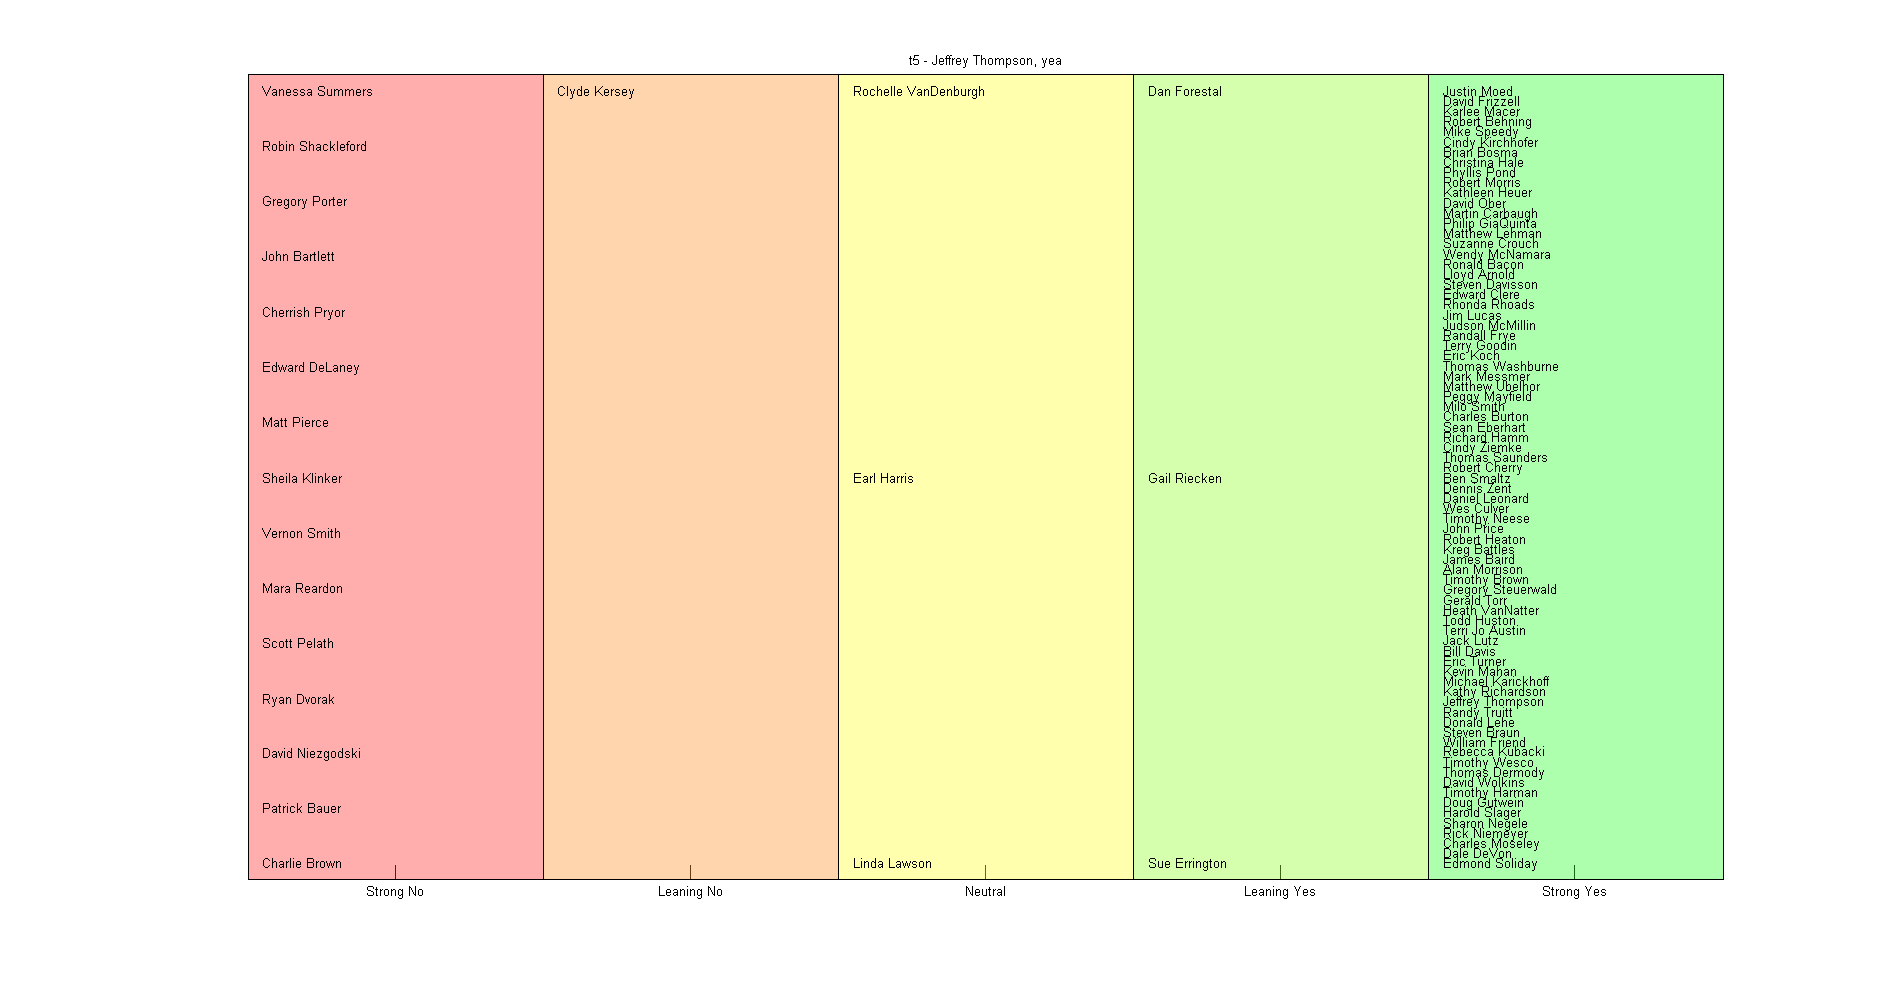 t5 - Jeffrey Thompson, yea
Vanessa Summers
Robin Shackleford
Gregory Porter
John Bartlett
Cherrish Pryor
Edward DeLaney
Matt Pierce
Sheila Klinker
Vernon Smith
Mara Reardon
Scott Pelath
Ryan Dvorak
David Niezgodski
Patrick Bauer
Charlie Brown
Clyde Kersey
Rochelle VanDenburgh
Earl Harris
Linda Lawson
Dan Forestal
Gail Riecken
Sue Errington
Justin Moed
David Frizzell
Karlee Macer
Robert Behning
Mike Speedy
Cindy Kirchhofer
Brian Bosma
Christina Hale
Phyllis Pond
Robert Morris
Kathleen Heuer
David Ober
Martin Carbaugh
Philip GiaQuinta
Matthew Lehman
Suzanne Crouch
Wendy McNamara
Ronald Bacon
Lloyd Arnold
Steven Davisson
Edward Clere
Rhonda Rhoads
Jim Lucas
Judson McMillin
Randall Frye
Terry Goodin
Eric Koch
Thomas Washburne
Mark Messmer
Matthew Ubelhor
Peggy Mayfield
Milo Smith
Charles Burton
Sean Eberhart
Richard Hamm
Cindy Ziemke
Thomas Saunders
Robert Cherry
Ben Smaltz
Dennis Zent
Daniel Leonard
Wes Culver
Timothy Neese
John Price
Robert Heaton
Kreg Battles
James Baird
Alan Morrison
Timothy Brown
Gregory Steuerwald
Gerald Torr
Heath VanNatter
Todd Huston
Terri Jo Austin
Jack Lutz
Bill Davis
Eric Turner
Kevin Mahan
Michael Karickhoff
Kathy Richardson
Jeffrey Thompson
Randy Truitt
Donald Lehe
Steven Braun
William Friend
Rebecca Kubacki
Timothy Wesco
Thomas Dermody
David Wolkins
Timothy Harman
Doug Gutwein
Harold Slager
Sharon Negele
Rick Niemeyer
Charles Moseley
Dale DeVon
Edmond Soliday
Strong No
Leaning No
Neutral
Leaning Yes
Strong Yes